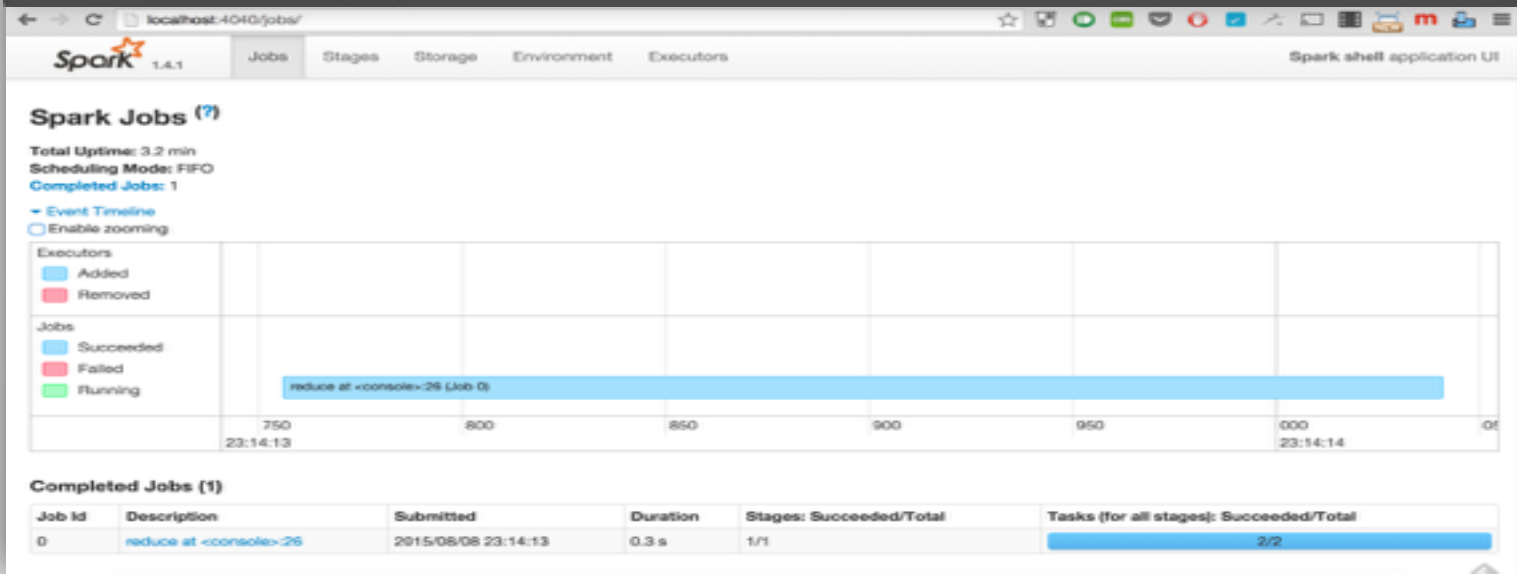 localhost:4040/jobs/
Spark 1.4.1 Jobs Stages Storage Environment Executors Spark shell application UI
Spark Jobs (?)
Total Uptime: 3.2 min
Scheduling Mode: FIFO
Completed Jobs: 1
Event Timeline
Enable zooming
Executors
Added
Removed
Jobs
Succeeded
Failed
Running
reduce at <console>:26 (Job 0)
750 800 850 900 950 000
23:14:13 23:14:14
Completed Jobs (1)
Job Id Description Submitted Duration Stages: Succeeded/Total Tasks (for all stages): Succeeded/Total
0 reduce at <console>:26 2015/08/08 23:14:13 0.3 s 1/1 2/2